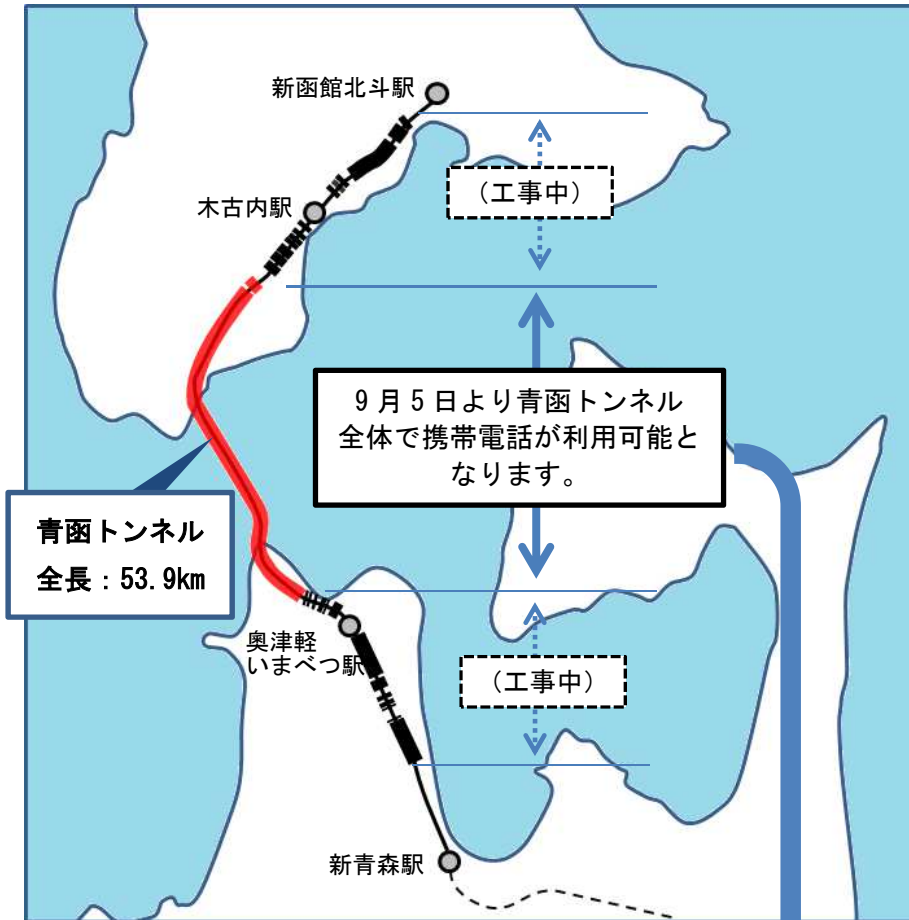 新函館北斗駅
(工事中)
木古内駅
9月5日より青函トンネル
全体で携帯電話が利用可能と
なります。
青函トンネル
全長:53.9km
奥津軽
いまべつ駅
(工事中)
新青森駅